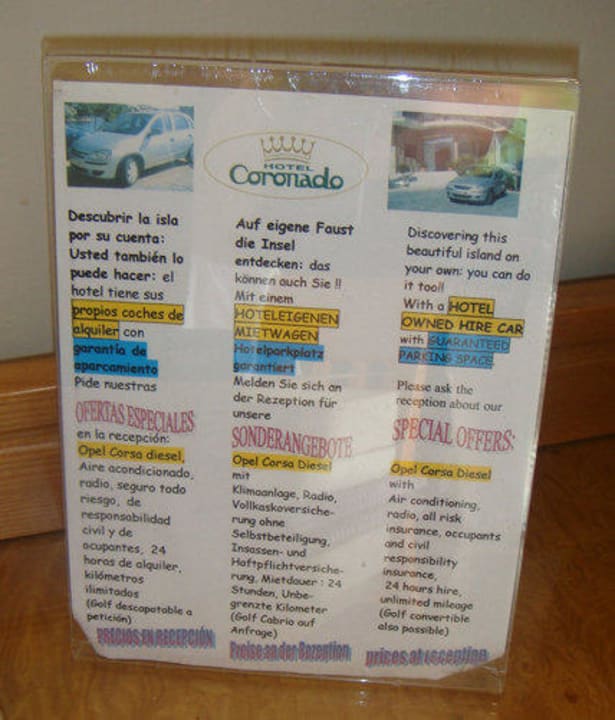 HOTEL
Coronado
Descubrir la isla
por su cuenta:
Usted también lo
puede hacer: el
hotel tiene sus
propios coches de
alquiler con
garantía de
aparcamiento
Pide nuestras
OFERTAS ESPECIALES
en la recepción:
Opel Corsa diesel,
Aire acondicionado,
radio, seguro todo
riesgo, de
responsabilidad
civil y de
ocupantes, 24
horas de alquiler,
kilómetros
ilimitados
(Golf descapotable a
petición)
PRECIOS EN RECEPCIÓN
Auf eigene Faust
die Insel
entdecken: das
können auch Sie !!
Mit einem
HOTELEIGENEN
MIETWAGEN
Hotelparkplatz
garantiert
Melden Sie sich an
der Rezeption für
unsere
SONDERANGEBOTE
Opel Corsa Diesel
mit
Klimaanlage, Radio,
Vollkaskoversiche-
rung ohne
Selbstbeteiligung,
Insassen- und
Haftpflichtversiche-
rung, Mietdauer : 24
Stunden, Unbe-
grenzte Kilometer
(Golf Cabrio auf
Anfrage)
Preise an der Rezeption
Discovering this
beautiful island on
your own: you can do
it too!!
With a HOTEL
OWNED HIRE CAR
with GUARANTEED
PARKING SPACE
Please ask the
reception about our
SPECIAL OFFERS:
Opel Corsa Diesel
with
Air conditioning,
radio, all risk
insurance, occupants
and civil
responsibility
insurance,
24 hours hire,
unlimited mileage
(Golf convertible
also possible)
prices at reception